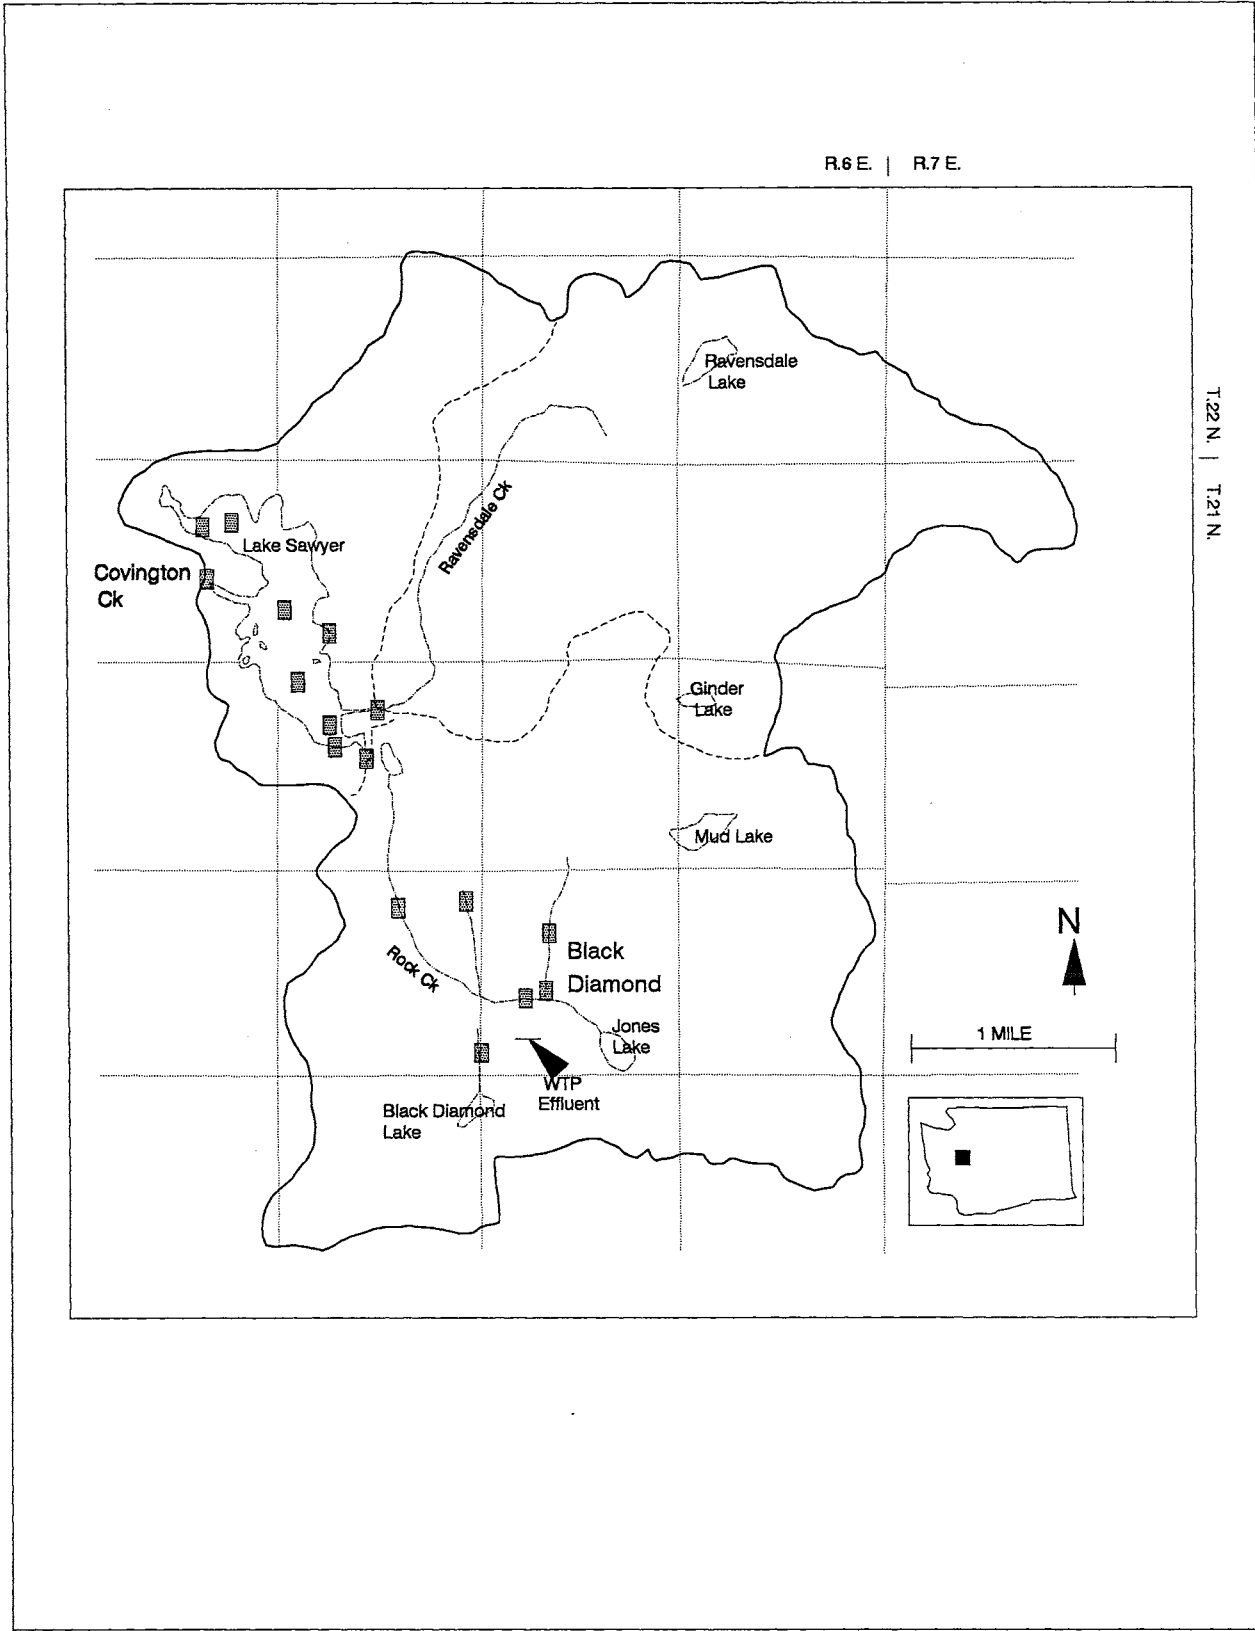 R.6 E. | R.7 E.
T.22 N. | T.21 N.
Ravensdale
Lake
Ravensdale Ck
Lake Sawyer
Covington
Ck
Ginder
Lake
Mud Lake
N
Black
Diamond
Rock Ck
Jones
Lake
1 MILE
WTP
Effluent
Black Diamond
Lake